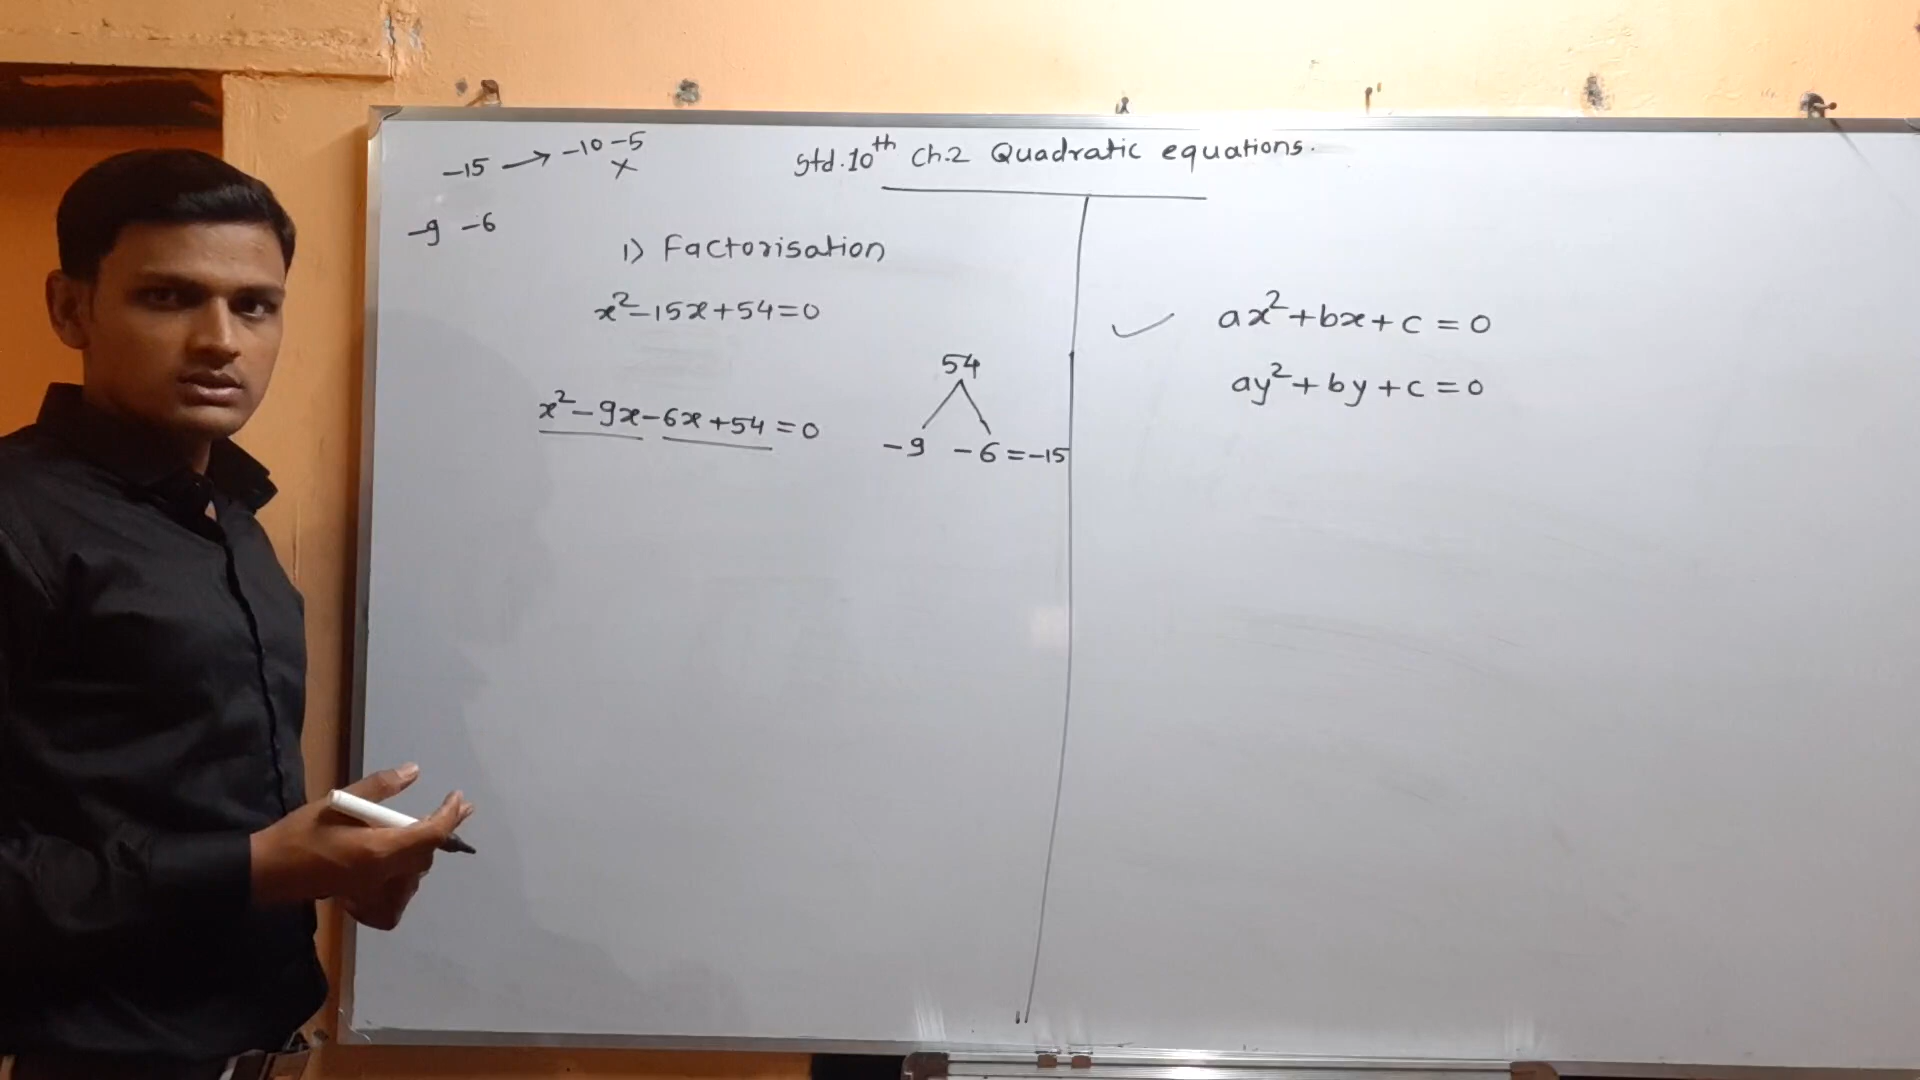 Std.10th Ch.2 Quadratic equations.
-15 → -10 -5
×
-9 -6
1) Factorisation
x²-15x+54=0
54
-9 -6 = -15
x²-9x-6x+54=0
✓ ax²+bx+c=0
ay²+by+c=0